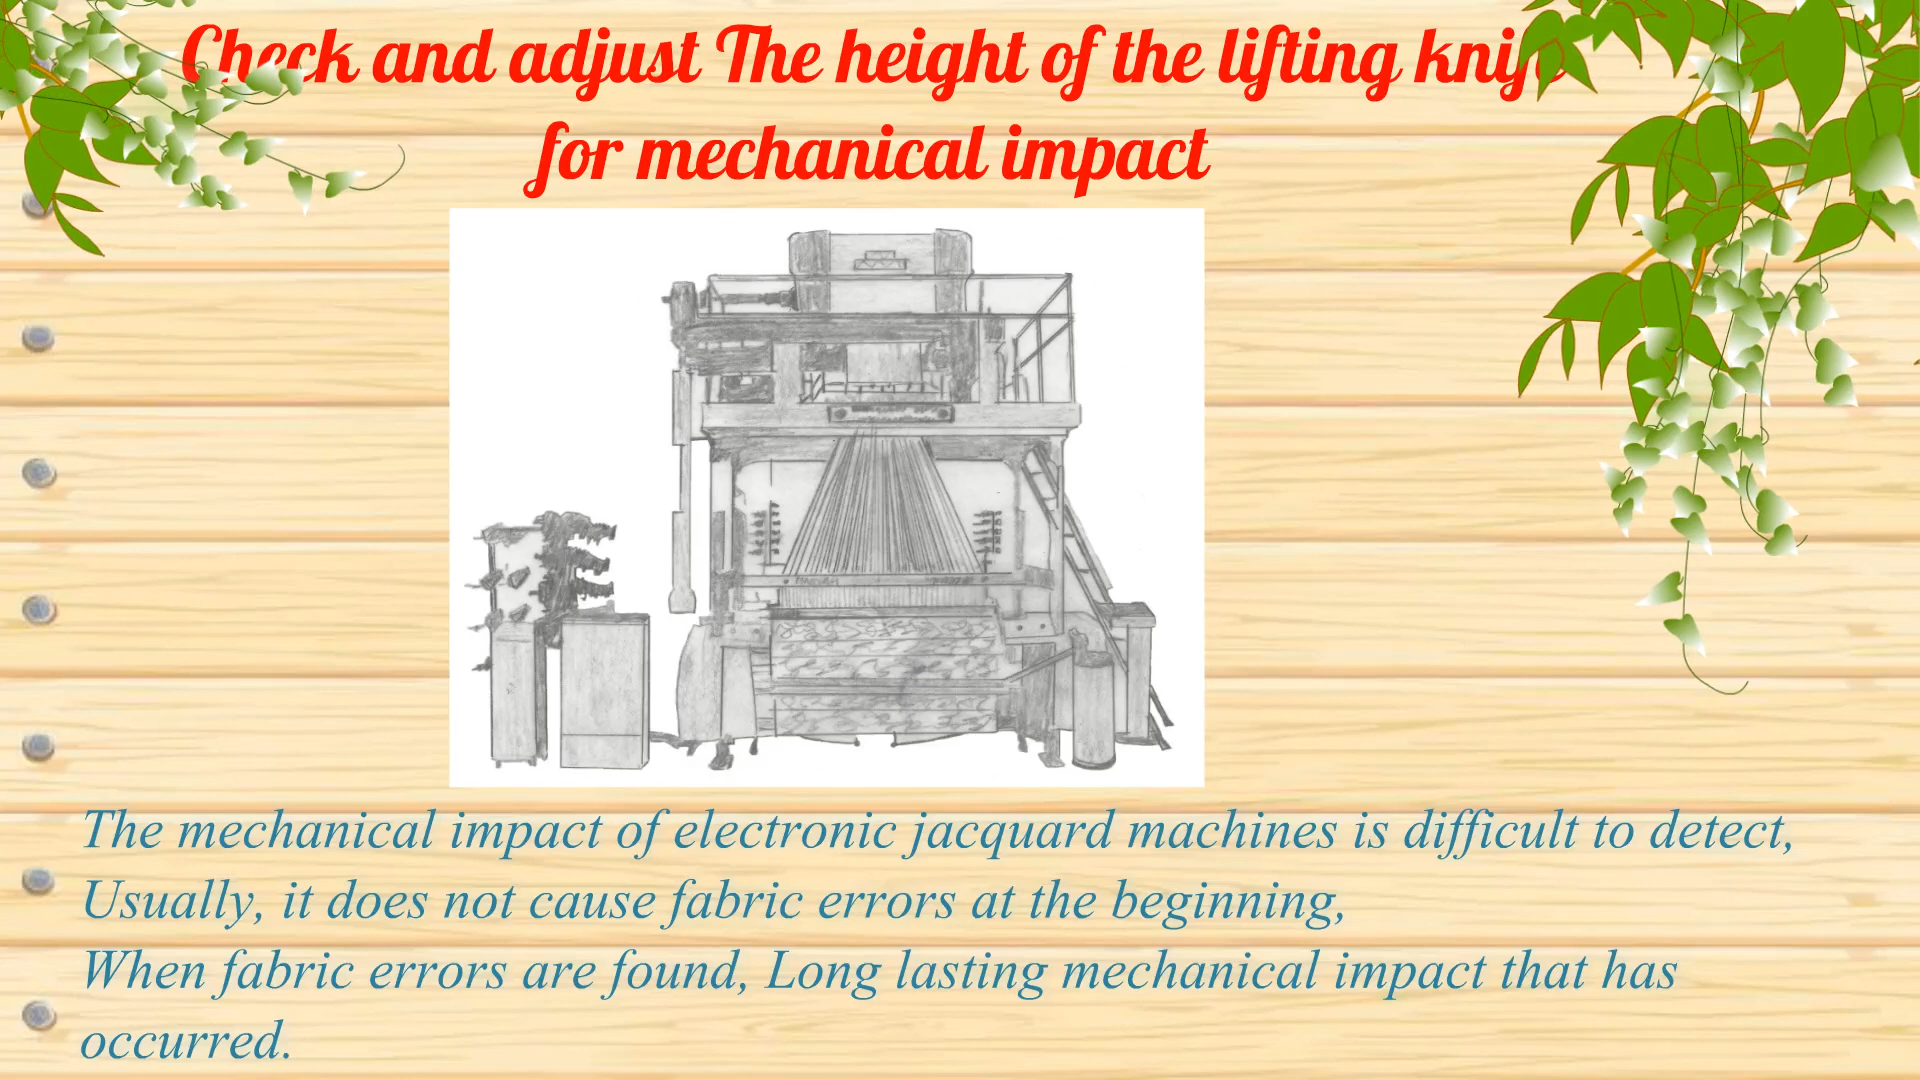 Check and adjust The height of the lifting knife
for mechanical impact
The mechanical impact of electronic jacquard machines is difficult to detect,
Usually, it does not cause fabric errors at the beginning,
When fabric errors are found, Long lasting mechanical impact that has
occurred.